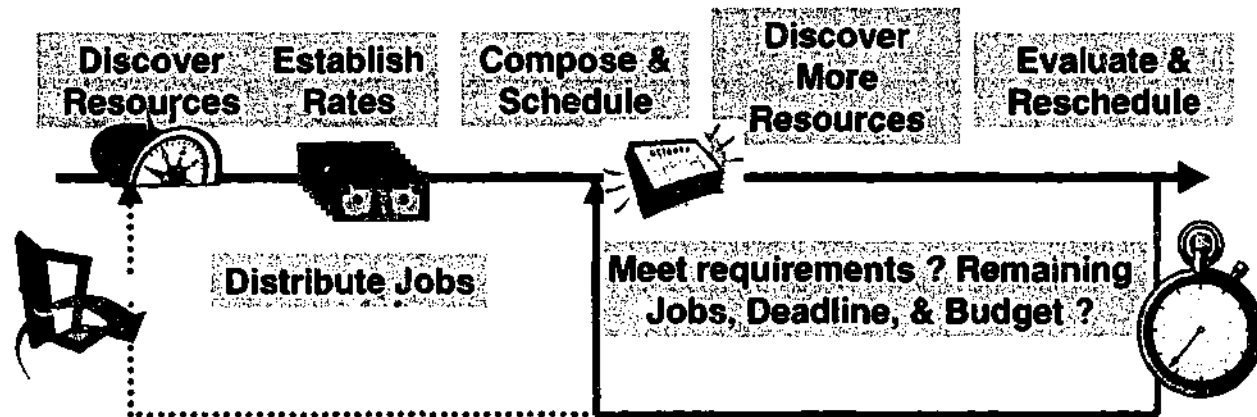 Discover
Resources
Establish
Rates
Compose &
Schedule
Discover
More
Resources
Evaluate &
Reschedule
Distribute Jobs
Meet requirements ? Remaining
Jobs, Deadline, & Budget ?